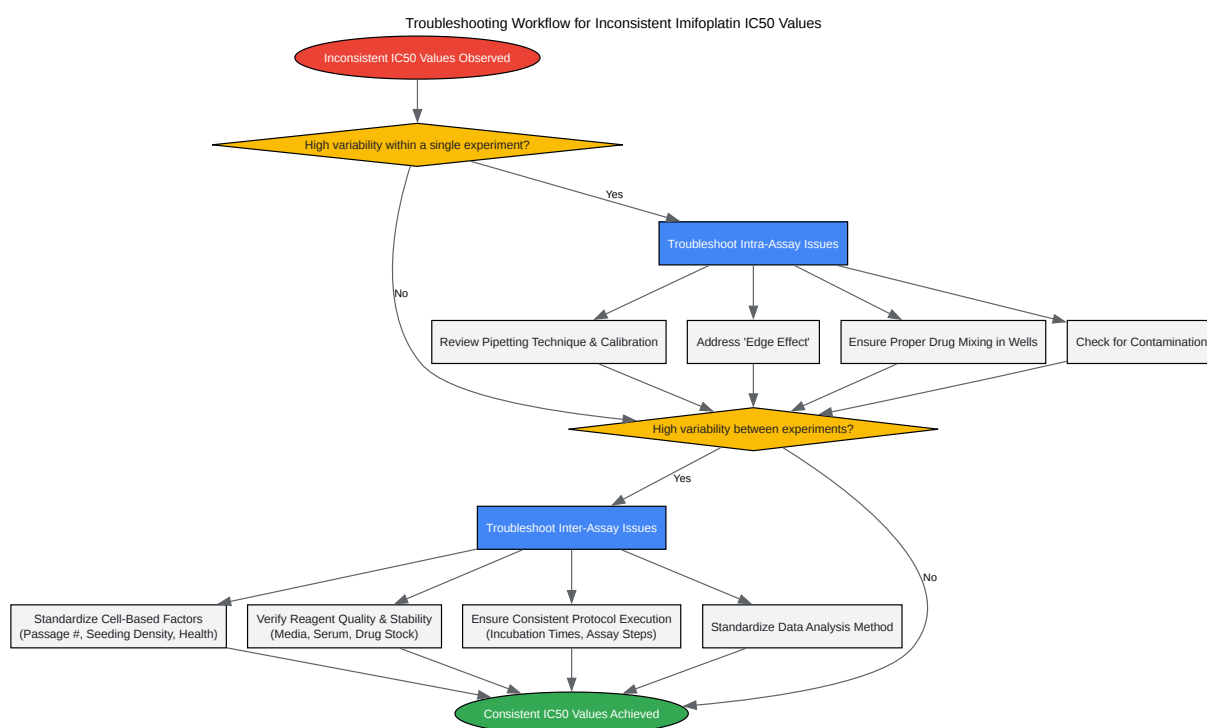 Troubleshooting Workflow for Inconsistent Imifoplatin IC50 Values
Inconsistent IC50 Values Observed
High variability within a single experiment?
Yes
Troubleshoot Intra-Assay Issues
No
Review Pipetting Technique & Calibration
Address 'Edge Effect'
Ensure Proper Drug Mixing in Wells
Check for Contamination
High variability between experiments?
Yes
Troubleshoot Inter-Assay Issues
No
Standardize Cell-Based Factors
(Passage #, Seeding Density, Health)
Verify Reagent Quality & Stability
(Media, Serum, Drug Stock)
Ensure Consistent Protocol Execution
(Incubation Times, Assay Steps)
Standardize Data Analysis Method
Consistent IC50 Values Achieved